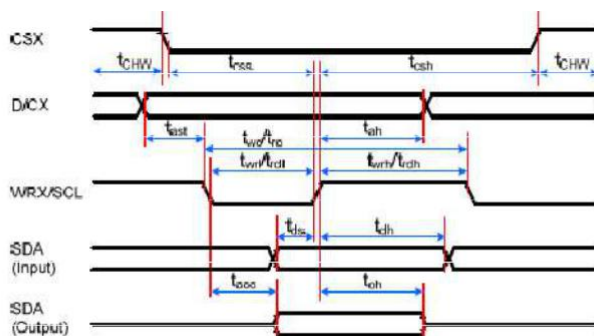 CSX
tCHW
tcss
tcsh
tCHW
D/CX
tast
tah
twc/trc
twrl/trdl
twrh/trdh
WRX/SCL
tds
tdh
SDA
(Input)
tacc
toh
SDA
(Output)